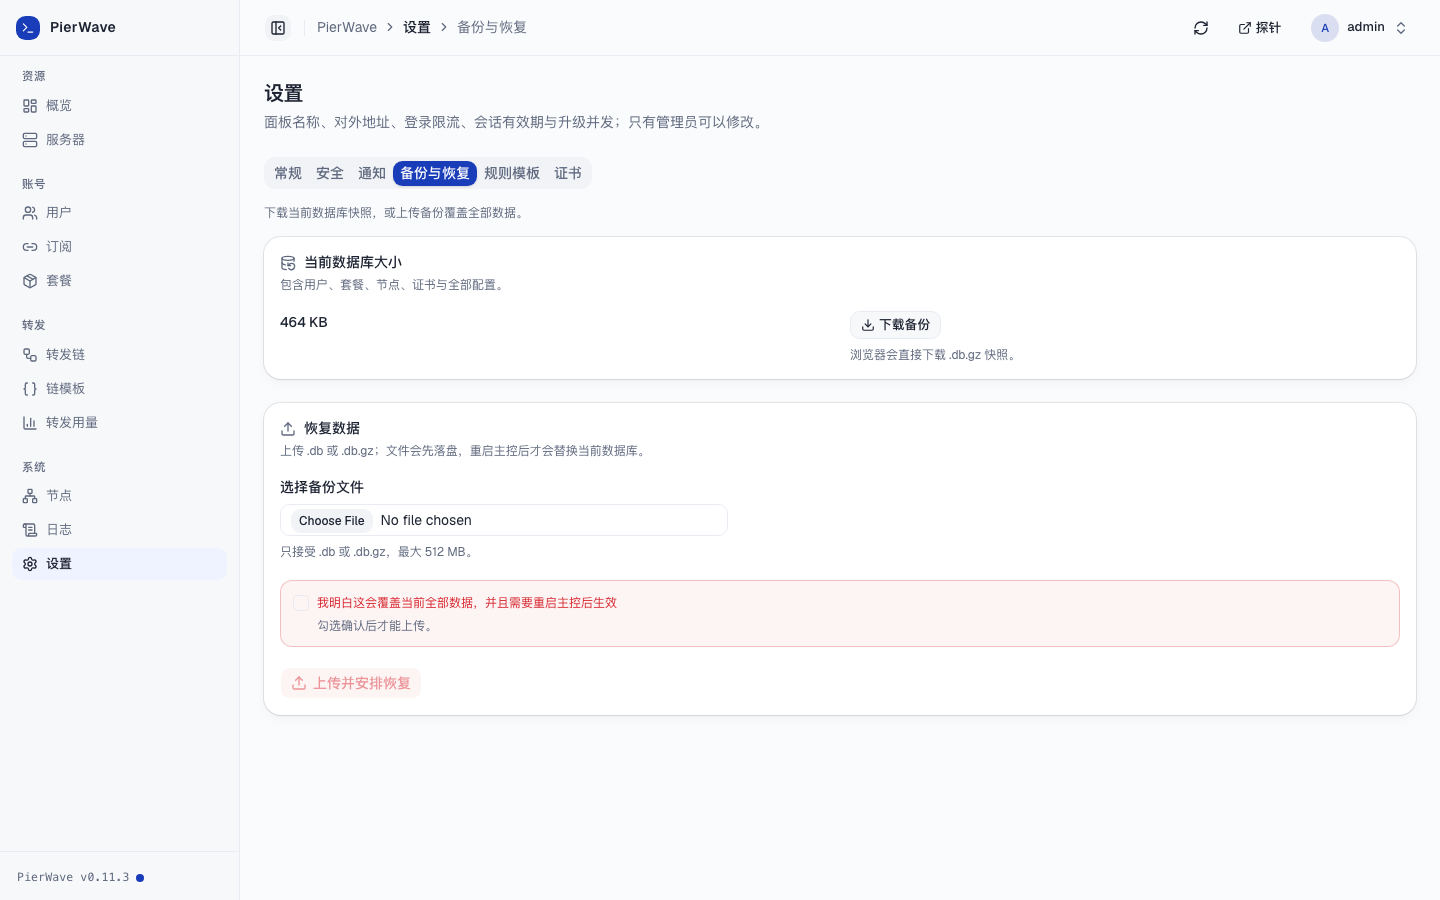 PierWave
资源
概览
服务器
账号
用户
订阅
套餐
转发
转发链
链模板
转发用量
系统
节点
日志
设置
PierWave v0.11.3
PierWave > 设置 > 备份与恢复
探针
A admin
设置
面板名称、对外地址、登录限流、会话有效期与升级并发；只有管理员可以修改。
常规 安全 通知 备份与恢复 规则模板 证书
下载当前数据库快照，或上传备份覆盖全部数据。
当前数据库大小
包含用户、套餐、节点、证书与全部配置。
464 KB
下载备份
浏览器会直接下载 .db.gz 快照。
恢复数据
上传 .db 或 .db.gz；文件会先落盘，重启主控后才会替换当前数据库。
选择备份文件
Choose File No file chosen
只接受 .db 或 .db.gz，最大 512 MB。
我明白这会覆盖当前全部数据，并且需要重启主控后生效
勾选确认后才能上传。
上传并安排恢复